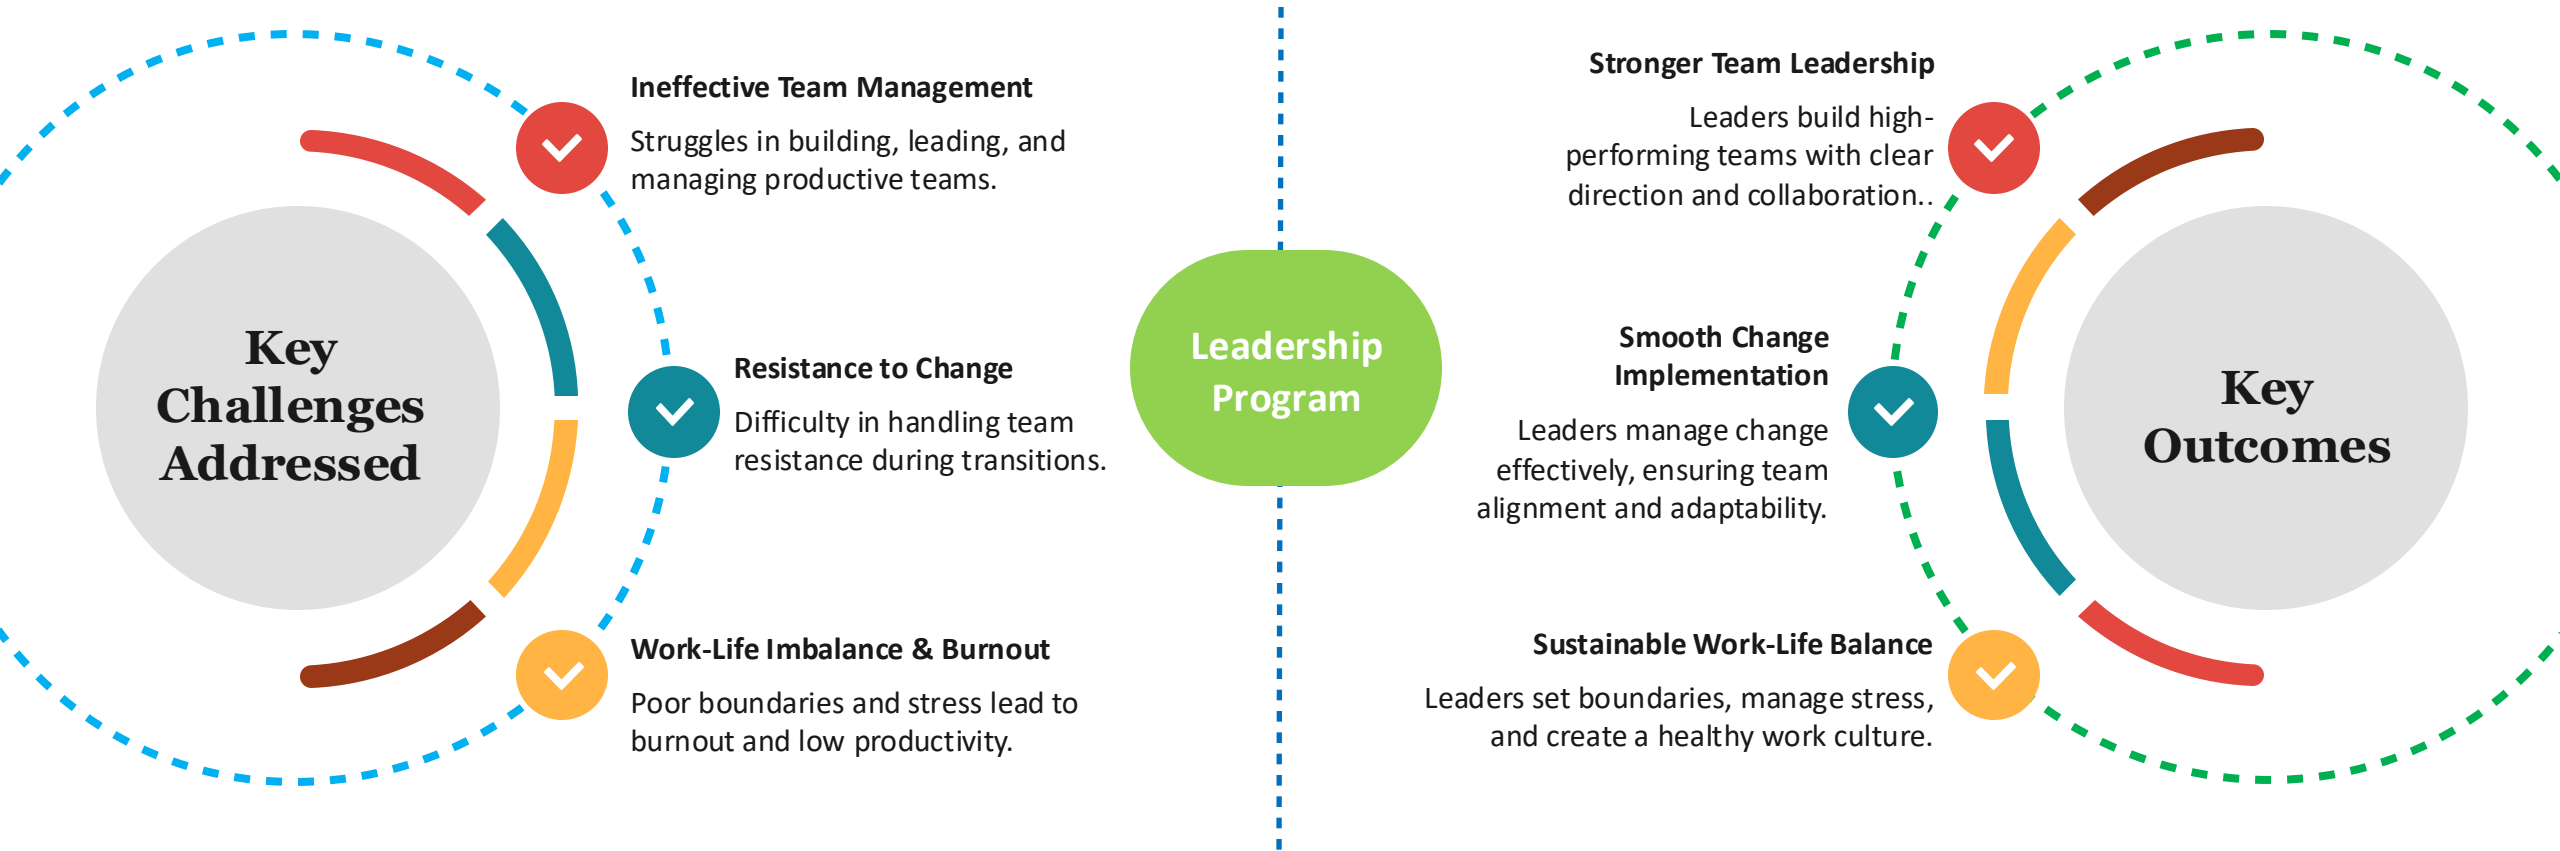 Key
Challenges
Addressed
Ineffective Team Management
Struggles in building, leading, and
managing productive teams.
Resistance to Change
Difficulty in handling team
resistance during transitions.
Work-Life Imbalance & Burnout
Poor boundaries and stress lead to
burnout and low productivity.
Leadership
Program
Stronger Team Leadership
Leaders build high-
performing teams with clear
direction and collaboration..
Smooth Change
Implementation
Leaders manage change
effectively, ensuring team
alignment and adaptability.
Sustainable Work-Life Balance
Leaders set boundaries, manage stress,
and create a healthy work culture.
Key
Outcomes